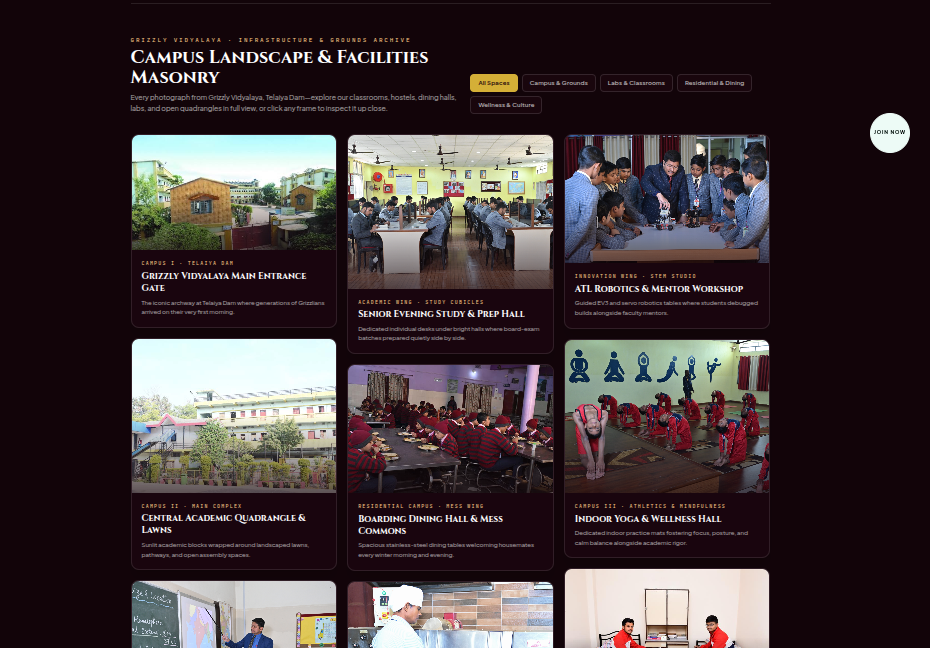 GRIZZLY VIDYALAYA · INFRASTRUCTURE & GROUNDS ARCHIVE
CAMPUS LANDSCAPE & FACILITIES
MASONRY
Every photograph from Grizzly Vidyalaya, Telaiya Dam—explore our classrooms, hostels, dining halls,
labs, and open quadrangles in full view, or click any frame to inspect it up close.
All Spaces
Campus & Grounds
Labs & Classrooms
Residential & Dining
Wellness & Culture
JOIN NOW
CAMPUS I · TELAIYA DAM
GRIZZLY VIDYALAYA MAIN ENTRANCE
GATE
The iconic archway at Telaiya Dam where generations of Grizzlians
arrived on their very first morning.
ACADEMIC WING · STUDY CUBICLES
SENIOR EVENING STUDY & PREP HALL
Dedicated individual desks under bright halls where board-exam
batches prepared quietly side by side.
INNOVATION WING · STEM STUDIO
ATL ROBOTICS & MENTOR WORKSHOP
Guided EV3 and servo robotics tables where students debugged
builds alongside faculty mentors.
CAMPUS II · MAIN COMPLEX
CENTRAL ACADEMIC QUADRANGLE &
LAWNS
Sunlit academic blocks wrapped around landscaped lawns,
pathways, and open assembly spaces.
RESIDENTIAL CAMPUS · MESS WING
BOARDING DINING HALL & MESS
COMMONS
Spacious stainless-steel dining tables welcoming housemates
every winter morning and evening.
CAMPUS III · ATHLETICS & MINDFULNESS
INDOOR YOGA & WELLNESS HALL
Dedicated indoor practice mats fostering focus, posture, and
calm balance alongside academic rigor.